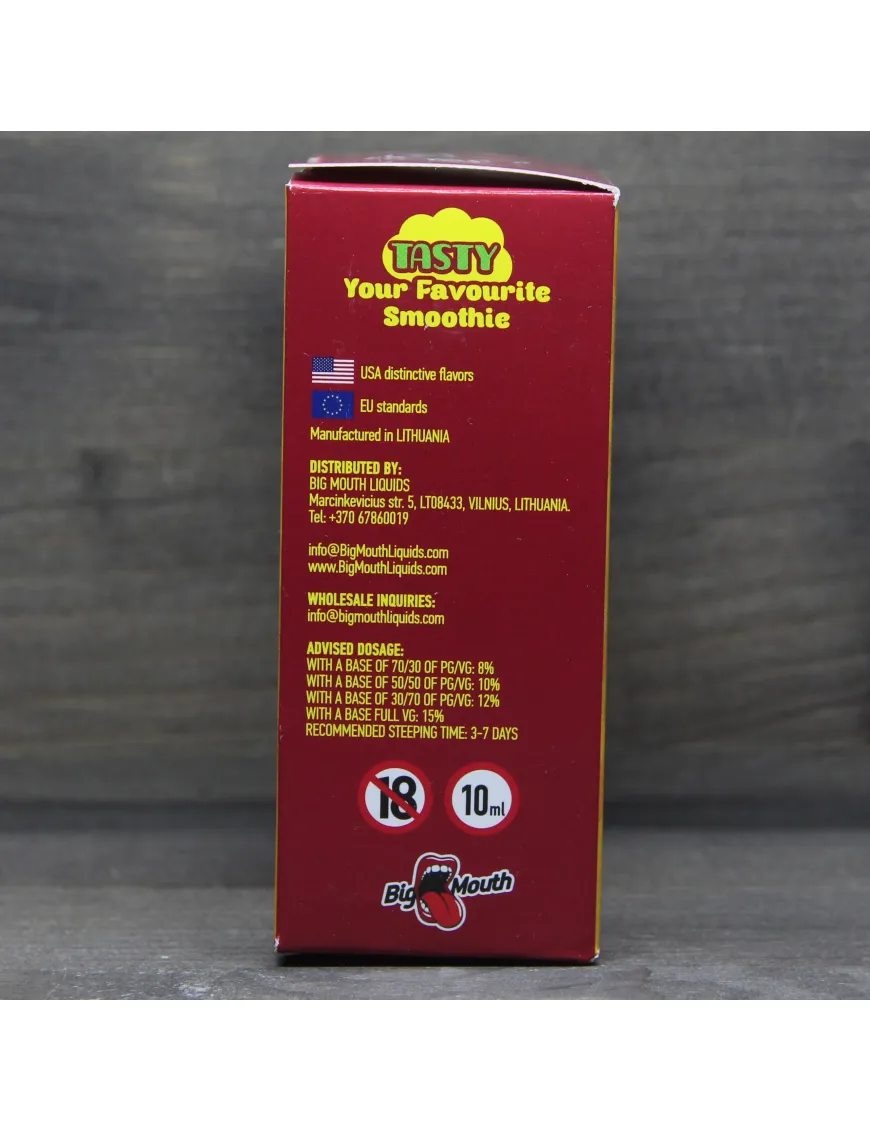 TASTY
Your Favourite
Smoothie
USA distinctive flavors
EU standards
Manufactured in LITHUANIA
DISTRIBUTED BY:
BIG MOUTH LIQUIDS
Marcinkevicius str. 5, LT08433, VILNIUS, LITHUANIA.
Tel: +370 67860019
info@BigMouthLiquids.com
www.BigMouthLiquids.com
WHOLESALE INQUIRIES:
info@bigmouthliquids.com
ADVISED DOSAGE:
WITH A BASE OF 70/30 OF PG/VG: 8%
WITH A BASE OF 50/50 OF PG/VG: 10%
WITH A BASE OF 30/70 OF PG/VG: 12%
WITH A BASE FULL VG: 15%
RECOMMENDED STEEPING TIME: 3-7 DAYS
18 10ml
Big Mouth